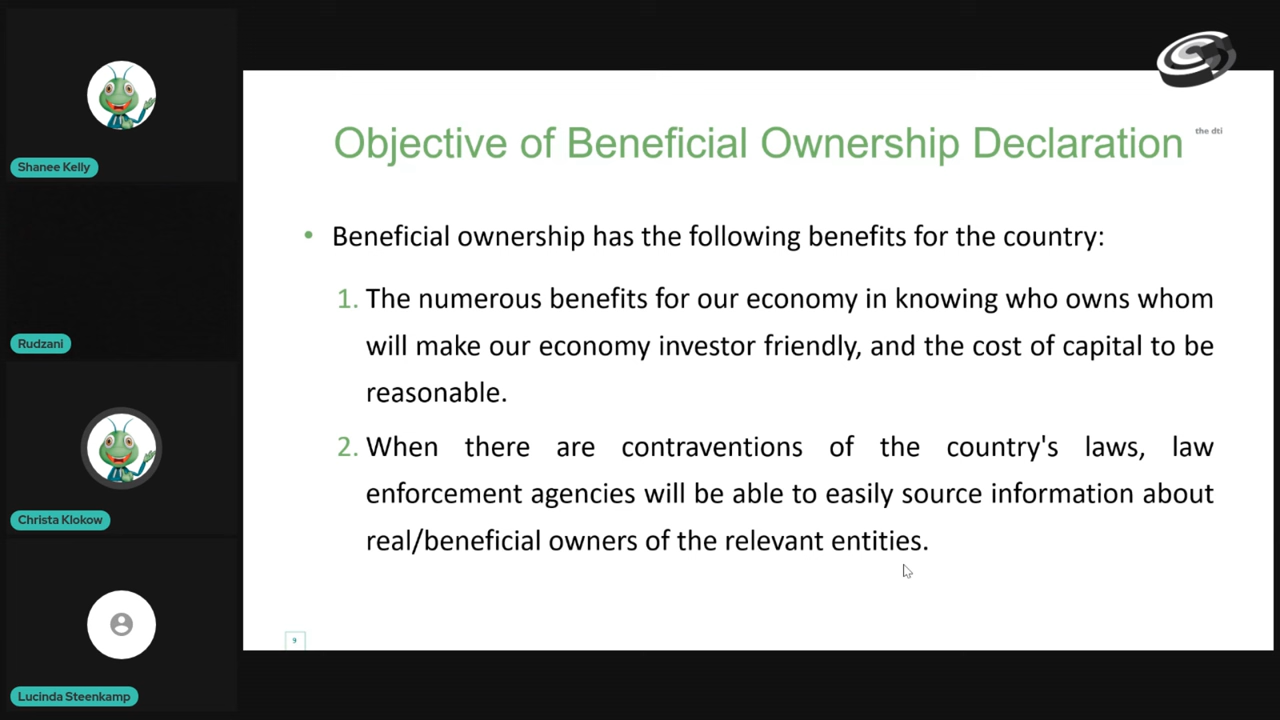 Shanee Kelly
Rudzani
Christa Klokow
Lucinda Steenkamp
the dti
Objective of Beneficial Ownership Declaration
• Beneficial ownership has the following benefits for the country:
1. The numerous benefits for our economy in knowing who owns whom
will make our economy investor friendly, and the cost of capital to be
reasonable.
2. When there are contraventions of the country's laws, law
enforcement agencies will be able to easily source information about
real/beneficial owners of the relevant entities.
9